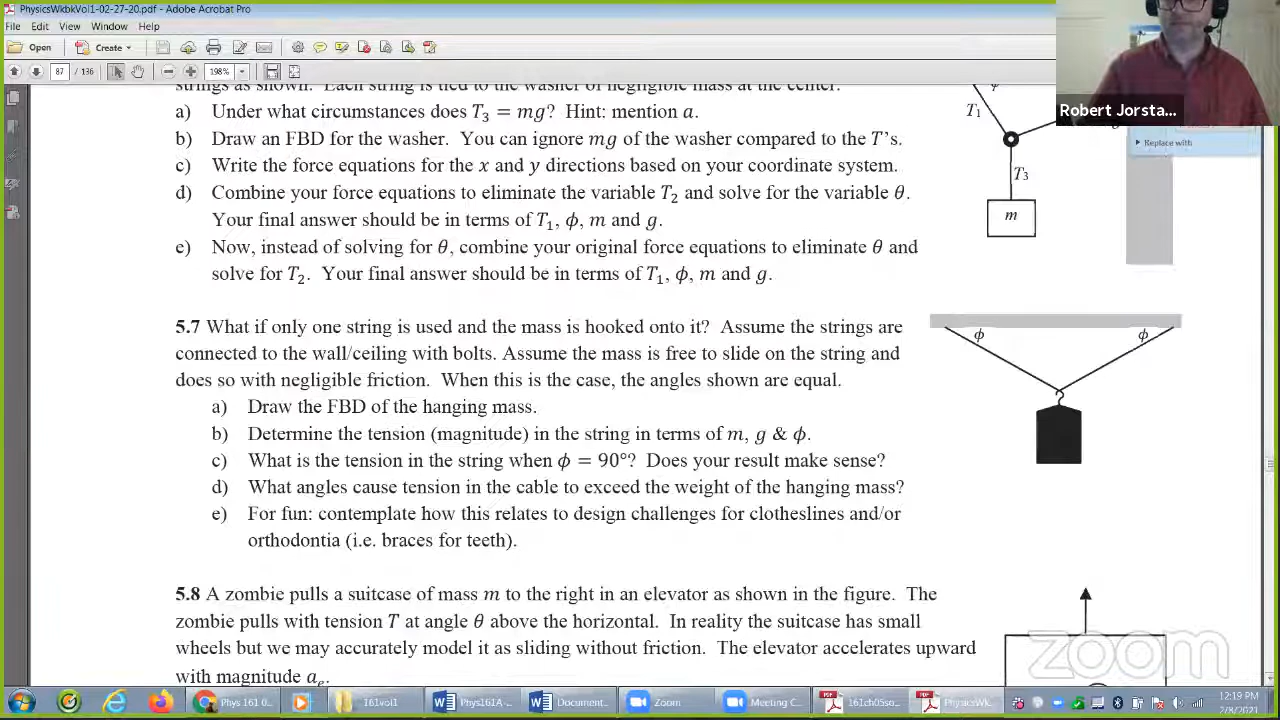 PhysicsWkbkVol1-02-27-20.pdf - Adobe Acrobat Pro
File Edit View Window Help
Open Create
87 / 136 198%
strings as shown. Each string is tied to the washer of negligible mass at the center.
a) Under what circumstances does T₃ = mg? Hint: mention a.
b) Draw an FBD for the washer. You can ignore mg of the washer compared to the T's.
c) Write the force equations for the x and y directions based on your coordinate system.
d) Combine your force equations to eliminate the variable T₂ and solve for the variable θ.
Your final answer should be in terms of T₁, ϕ, m and g.
e) Now, instead of solving for θ, combine your original force equations to eliminate θ and
solve for T₂. Your final answer should be in terms of T₁, ϕ, m and g.
T₁
T₃
m
Robert Jorsta...
Replace with
5.7 What if only one string is used and the mass is hooked onto it? Assume the strings are
connected to the wall/ceiling with bolts. Assume the mass is free to slide on the string and
does so with negligible friction. When this is the case, the angles shown are equal.
a) Draw the FBD of the hanging mass.
b) Determine the tension (magnitude) in the string in terms of m, g & ϕ.
c) What is the tension in the string when ϕ = 90°? Does your result make sense?
d) What angles cause tension in the cable to exceed the weight of the hanging mass?
e) For fun: contemplate how this relates to design challenges for clotheslines and/or
orthodontia (i.e. braces for teeth).
ϕ ϕ
5.8 A zombie pulls a suitcase of mass m to the right in an elevator as shown in the figure. The
zombie pulls with tension T at angle θ above the horizontal. In reality the suitcase has small
wheels but we may accurately model it as sliding without friction. The elevator accelerates upward
with magnitude aₑ.
zoom
Phys 161 0... 161vol1 Phys161A-... Document... Zoom Meeting C... 161ch05so... PhysicsWk...
12:19 PM
2/8/2021